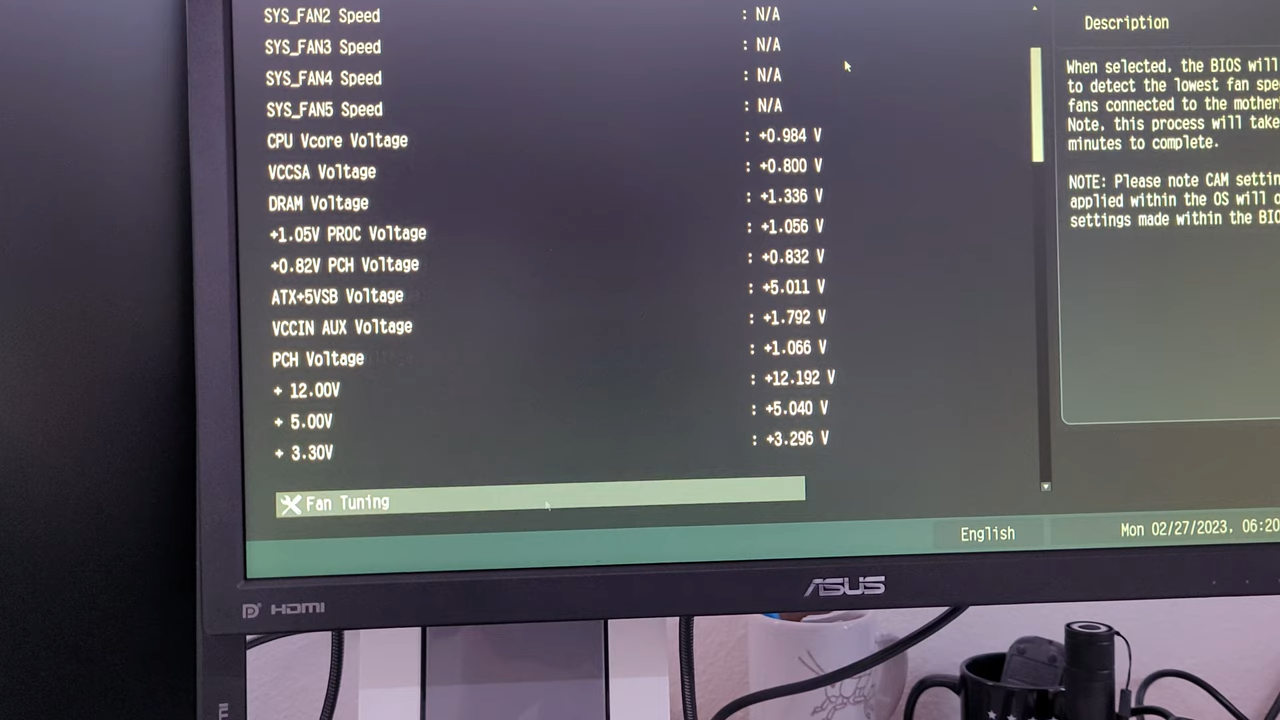 SYS_FAN2 Speed : N/A
SYS_FAN3 Speed : N/A
SYS_FAN4 Speed : N/A
SYS_FAN5 Speed : N/A
CPU Vcore Voltage : +0.984 V
VCCSA Voltage : +0.800 V
DRAM Voltage : +1.336 V
+1.05V PROC Voltage : +1.056 V
+0.82V PCH Voltage : +0.832 V
ATX+5VSB Voltage : +5.011 V
VCCIN AUX Voltage : +1.792 V
PCH Voltage : +1.066 V
+ 12.00V : +12.192 V
+ 5.00V : +5.040 V
+ 3.30V : +3.296 V
Fan Tuning
Description
When selected, the BIOS will
to detect the lowest fan spe
fans connected to the mother
Note, this process will take
minutes to complete.
NOTE: Please note CAM settin
applied within the OS will o
settings made within the BIO
English Mon 02/27/2023, 06:20
ASUS
HDMI